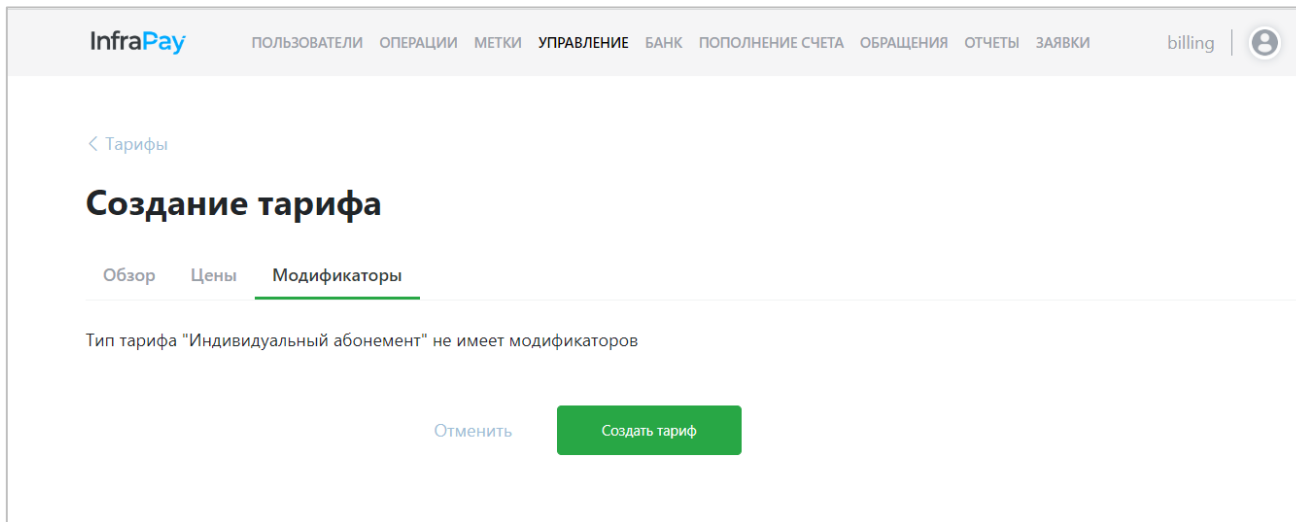 InfraPay ПОЛЬЗОВАТЕЛИ ОПЕРАЦИИ МЕТКИ УПРАВЛЕНИЕ БАНК ПОПОЛНЕНИЕ СЧЕТА ОБРАЩЕНИЯ ОТЧЕТЫ ЗАЯВКИ billing
< Тарифы
Создание тарифа
Обзор Цены Модификаторы
Тип тарифа "Индивидуальный абонемент" не имеет модификаторов
Отменить Создать тариф